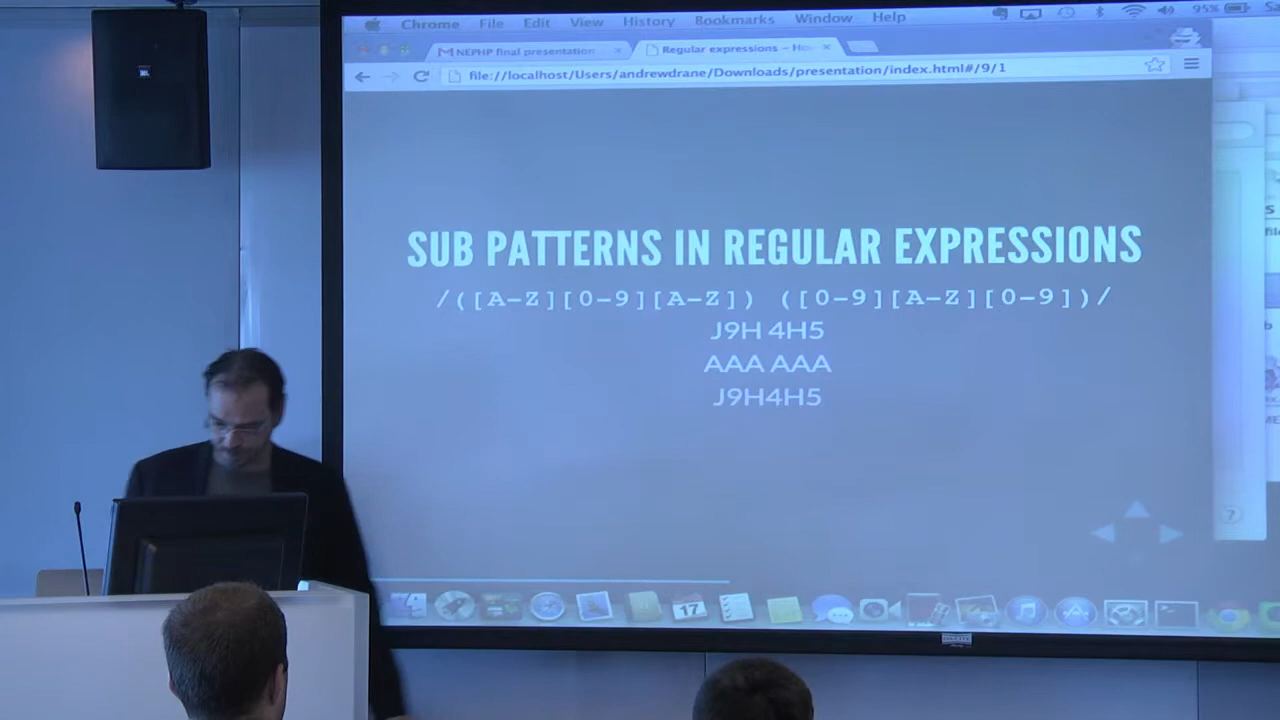 Chrome File Edit View History Bookmarks Window Help 95%
NEPHP final presentation Regular expressions – Ho
file://localhost/Users/andrewdrane/Downloads/presentation/index.html#/9/1
SUB PATTERNS IN REGULAR EXPRESSIONS
/([A-Z][0-9][A-Z]) ([0-9][A-Z][0-9])/
J9H 4H5
AAA AAA
J9H4H5
?
17
JBL